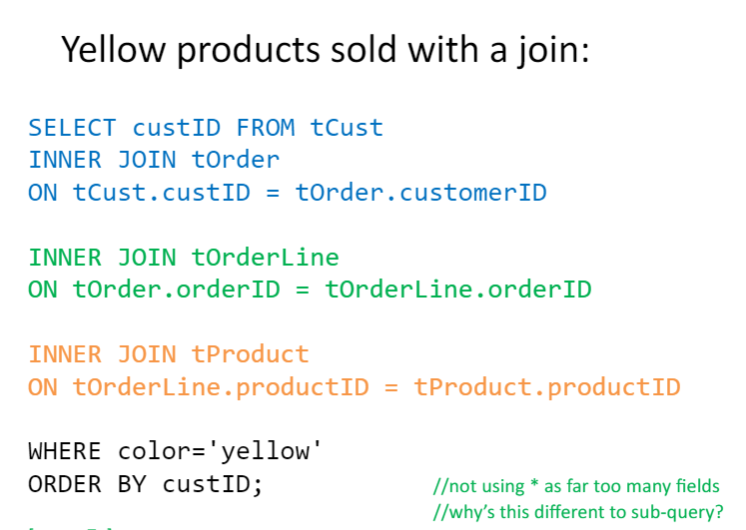 Yellow products sold with a join:
SELECT custID FROM tCust
INNER JOIN tOrder
ON tCust.custID = tOrder.customerID
INNER JOIN tOrderLine
ON tOrder.orderID = tOrderLine.orderID
INNER JOIN tProduct
ON tOrderLine.productID = tProduct.productID
WHERE color='yellow'
ORDER BY custID;
//not using * as far too many fields
//why's this different to sub-query?